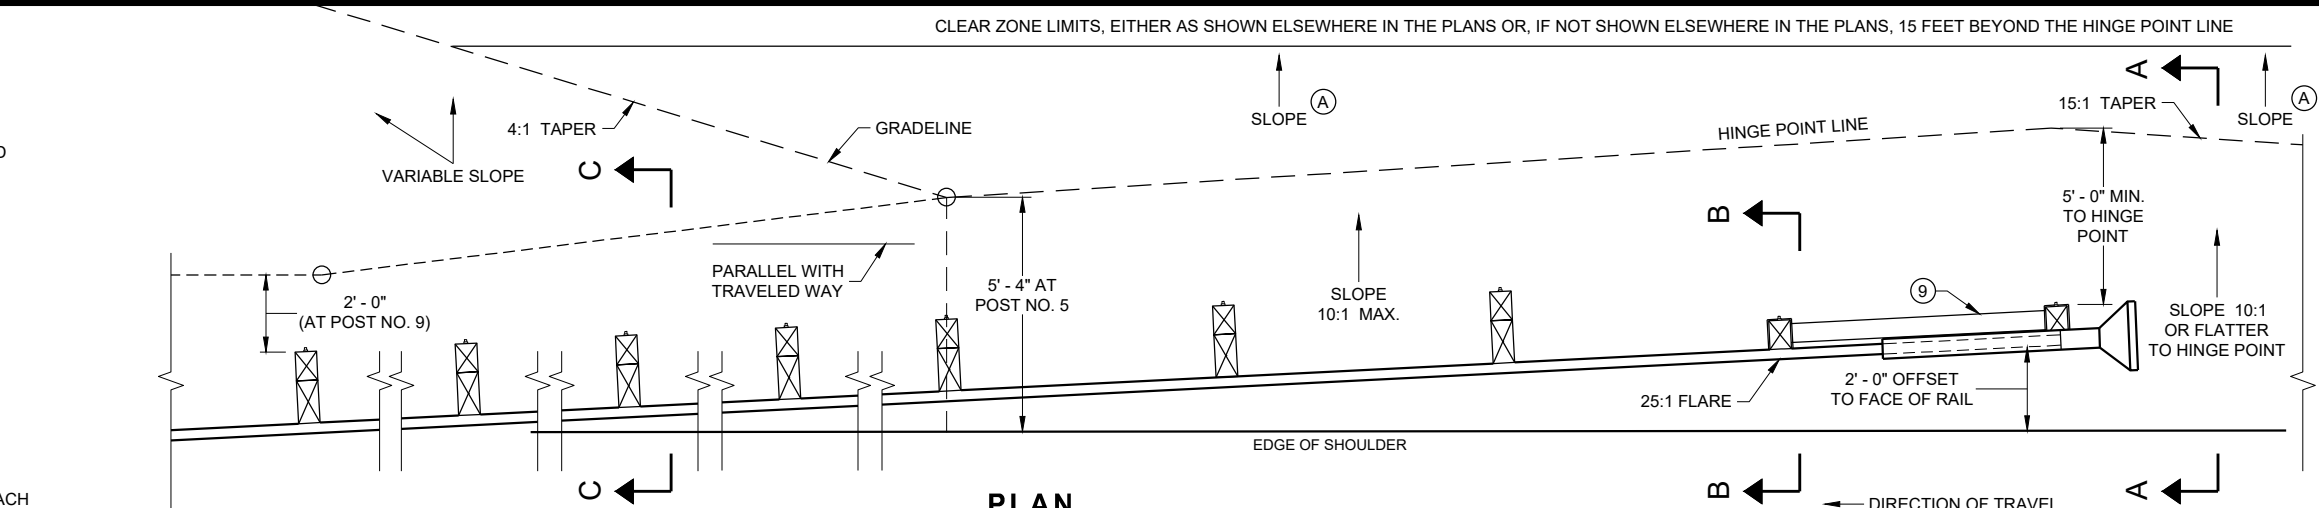 CLEAR ZONE LIMITS, EITHER AS SHOWN ELSEWHERE IN THE PLANS OR, IF NOT SHOWN ELSEWHERE IN THE PLANS, 15 FEET BEYOND THE HINGE POINT LINE
A
SLOPE
A
15:1 TAPER
SLOPE
A
4:1 TAPER
GRADELINE
HINGE POINT LINE
D
VARIABLE SLOPE
C
B
5' - 0" MIN.
TO HINGE
POINT
PARALLEL WITH
TRAVELED WAY
5' - 4" AT
POST NO. 5
SLOPE
10:1 MAX.
9
2' - 0"
(AT POST NO. 9)
SLOPE 10:1
OR FLATTER
TO HINGE POINT
25:1 FLARE
2' - 0" OFFSET
TO FACE OF RAIL
EDGE OF SHOULDER
ACH
C
PLAN
B
DIRECTION OF TRAVEL
A